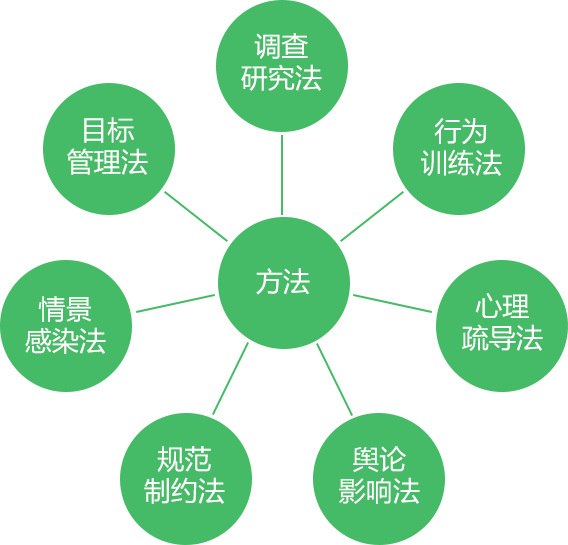 调查
研究法
目标
管理法
行为
训练法
方法
情景
感染法
心理
疏导法
规范
制约法
舆论
影响法